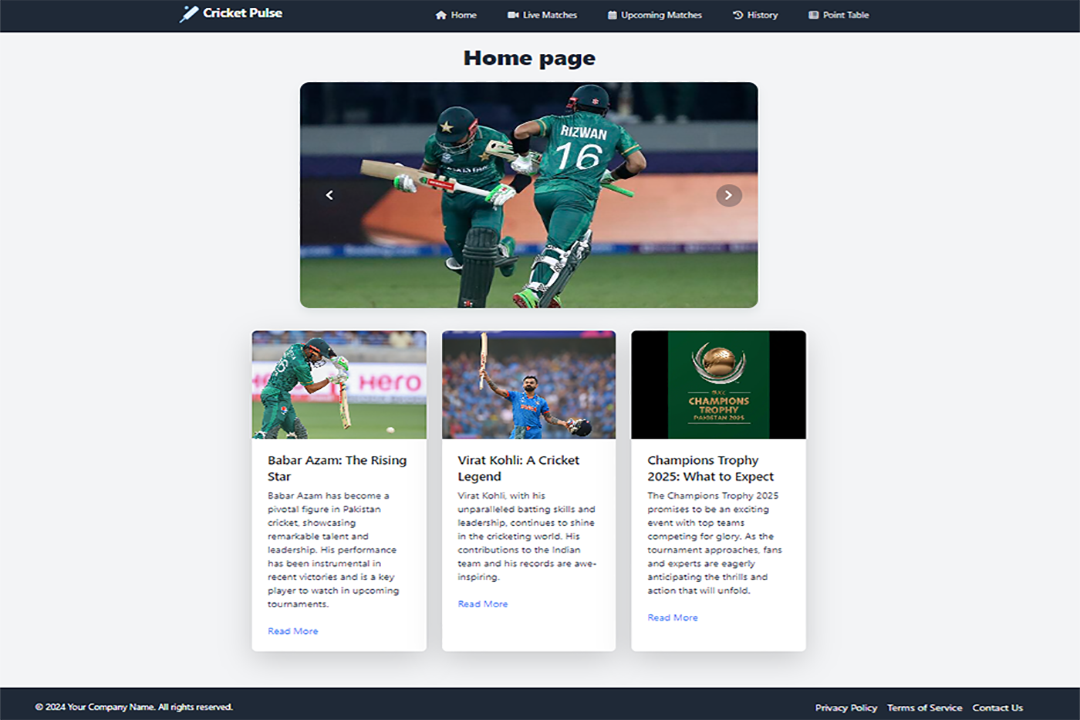 Cricket Pulse
Home
Live Matches
Upcoming Matches
History
Point Table
Home page
RIZWAN
16
HERO
CHAMPIONS
TROPHY
PAKISTAN 2025
Babar Azam: The Rising
Star
Babar Azam has become a
pivotal figure in Pakistan
cricket, showcasing
remarkable talent and
leadership. His performance
has been instrumental in
recent victories and is a key
player to watch in upcoming
tournaments.
Read More
Virat Kohli: A Cricket
Legend
Virat Kohli, with his
unparalleled batting skills and
leadership, continues to shine
in the cricketing world. His
contributions to the Indian
team and his records are awe-
inspiring.
Read More
Champions Trophy
2025: What to Expect
The Champions Trophy 2025
promises to be an exciting
event with top teams
competing for glory. As the
tournament approaches, fans
and experts are eagerly
anticipating the thrills and
action that will unfold.
Read More
© 2024 Your Company Name. All rights reserved.
Privacy Policy
Terms of Service
Contact Us